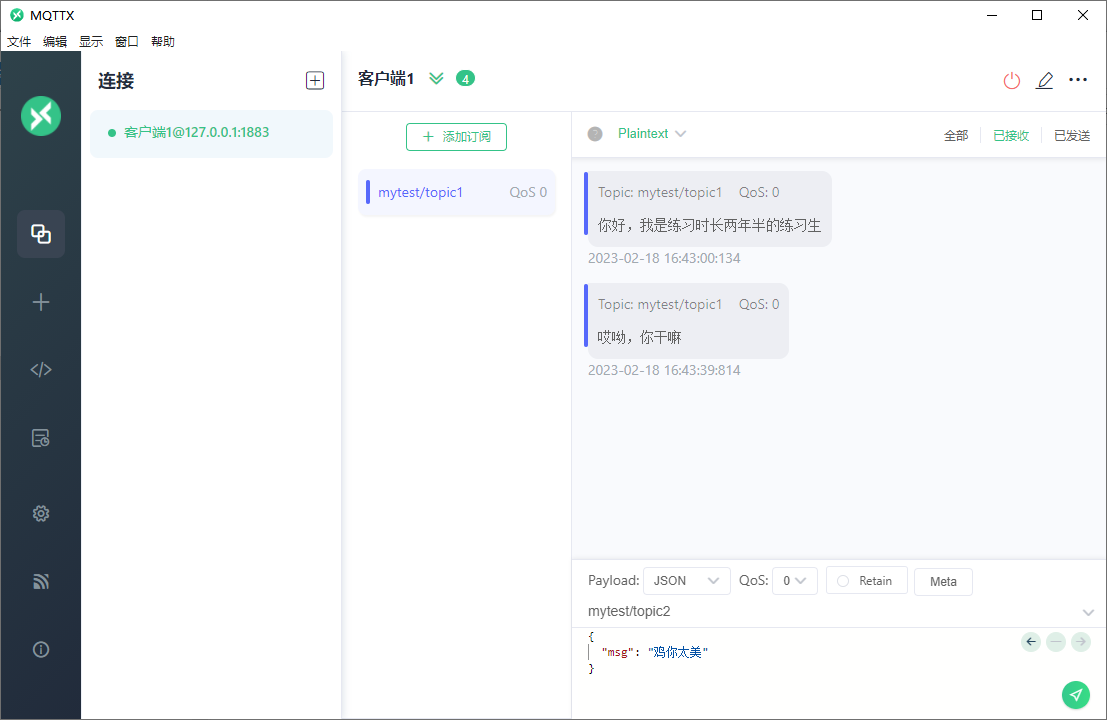 MQTTX
文件 编辑 显示 窗口 帮助
连接
客户端1@127.0.0.1:1883
客户端1 4
添加订阅
mytest/topic1 QoS 0
Plaintext 全部 已接收 已发送
Topic: mytest/topic1 QoS: 0
你好，我是练习时长两年半的练习生
2023-02-18 16:43:00:134
Topic: mytest/topic1 QoS: 0
哎呦，你干嘛
2023-02-18 16:43:39:814
Payload: JSON QoS: 0 Retain Meta
mytest/topic2
{
"msg": "鸡你太美"
}